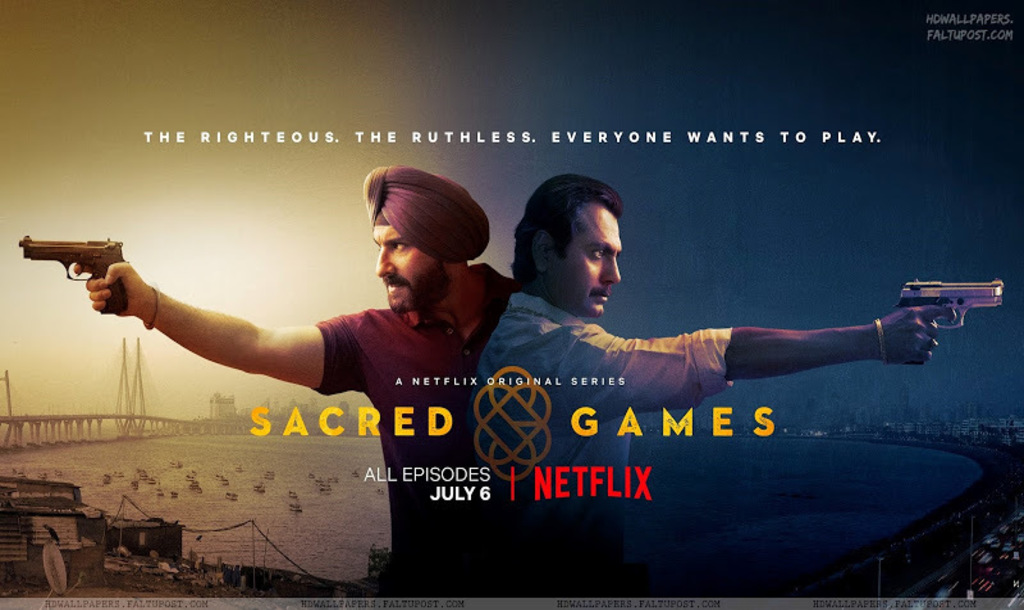 HDWALLPAPERS.
FALTUPOST.COM
THE RIGHTEOUS. THE RUTHLESS. EVERYONE WANTS TO PLAY.
A NETFLIX ORIGINAL SERIES
SACRED GAMES
ALL EPISODES
JULY 6 | NETFLIX
HDWALLPAPERS.FALTUPOST.COM HDWALLPAPERS.FALTUPOST.COM HDWALLPAPERS.FALTUPOST.COM HDWALLPAPERS.FALTUPOST.COM